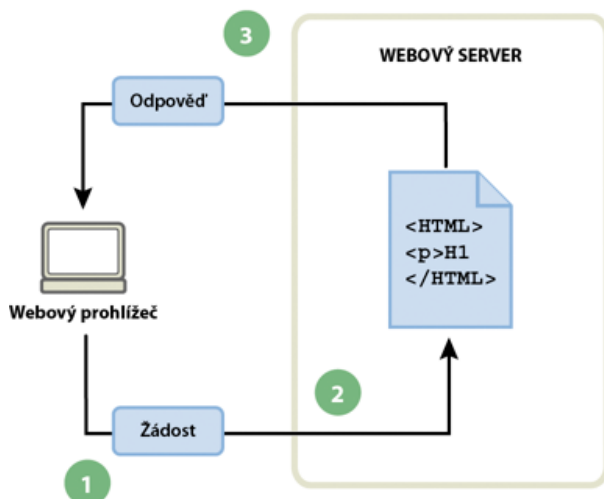 3
WEBOVÝ SERVER
Odpověď
<HTML>
<p>H1
</HTML>
Webový prohlížeč
2
Žádost
1